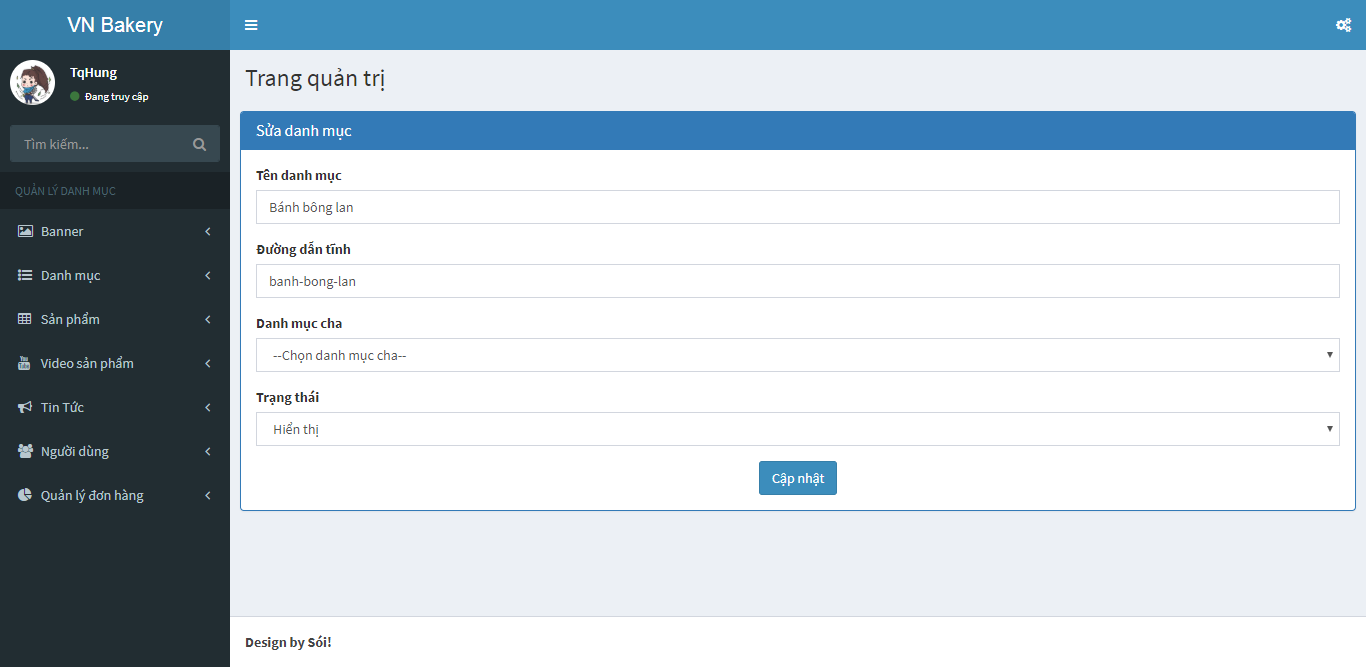 VN Bakery
TqHung
Đang truy cập
Tìm kiếm...
QUẢN LÝ DANH MỤC
Banner
Danh mục
Sản phẩm
Video sản phẩm
Tin Tức
Người dùng
Quản lý đơn hàng
Trang quản trị
Sửa danh mục
Tên danh mục
Bánh bông lan
Đường dẫn tĩnh
banh-bong-lan
Danh mục cha
--Chọn danh mục cha--
Trạng thái
Hiển thị
Cập nhật
Design by Sói!